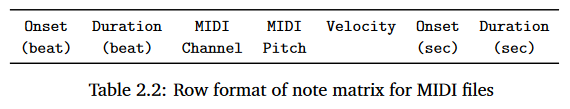 Onset Duration MIDI MIDI Velocity Onset Duration
(beat) (beat) Channel Pitch (sec) (sec)
Table 2.2: Row format of note matrix for MIDI files